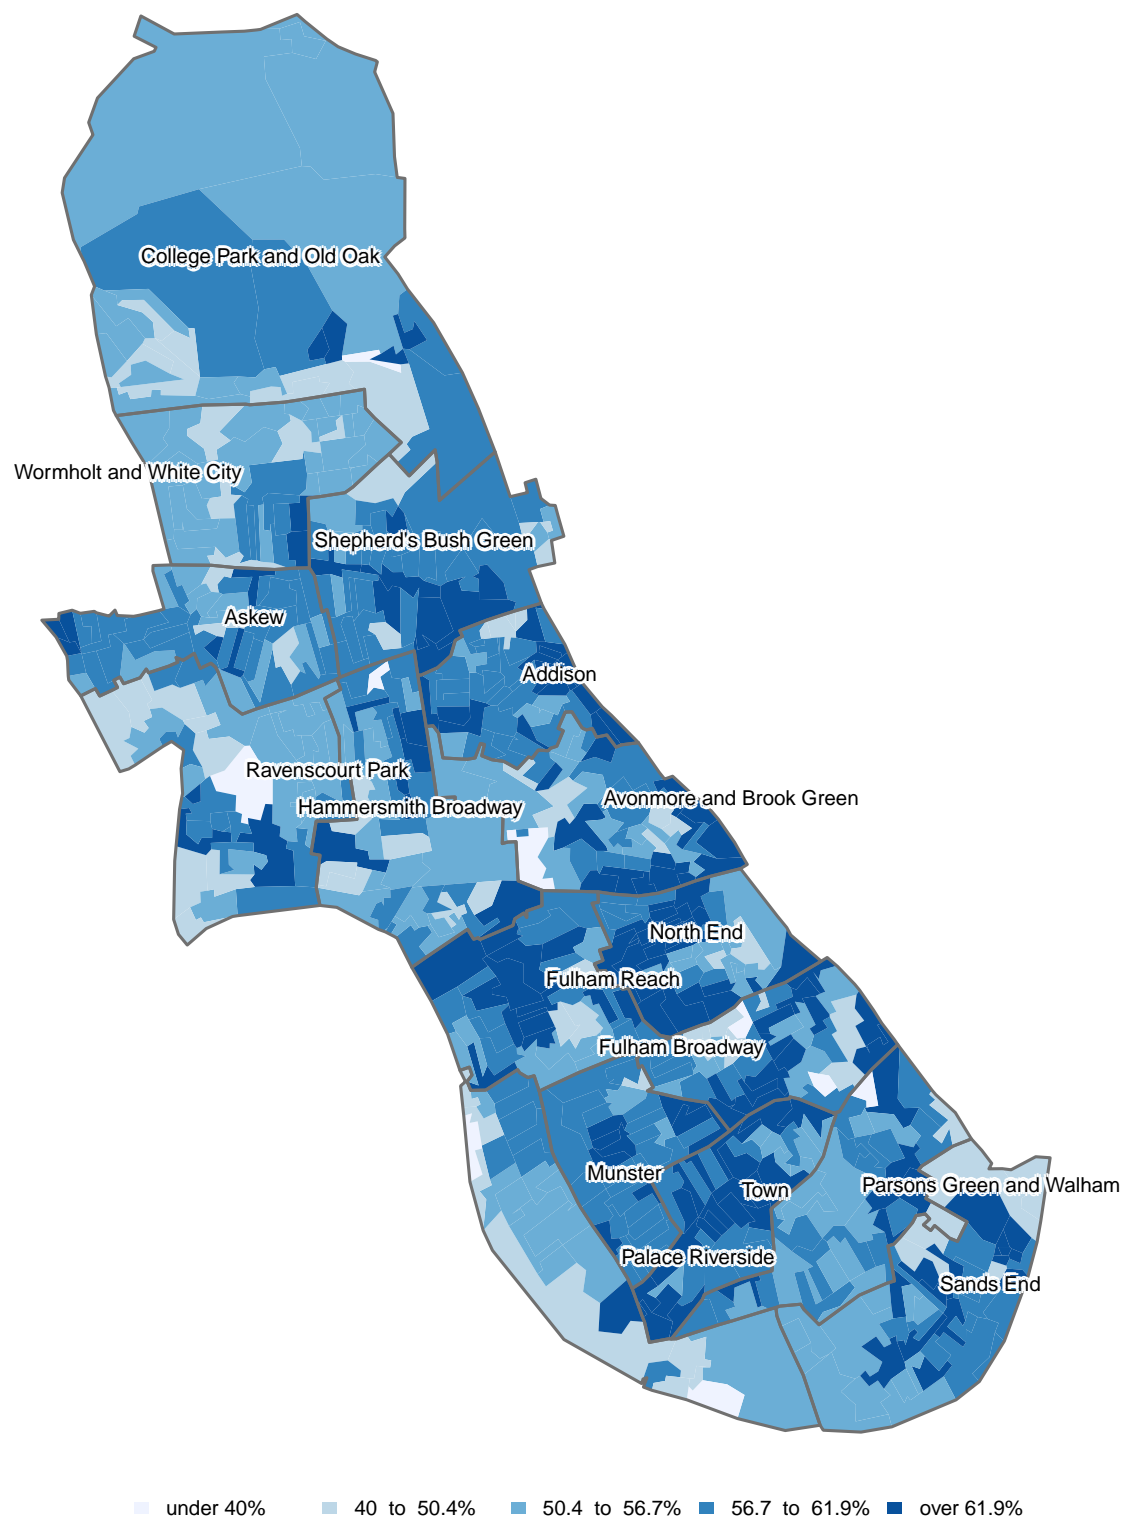 College Park and Old Oak
Wormholt and White City
Shepherd's Bush Green
Askew
Addison
Ravenscourt Park
Avonmore and Brook Green
Hammersmith Broadway
North End
Fulham Reach
Fulham Broadway
Munster
Parsons Green and Walham
Town
Palace Riverside
Sands End
under 40%
40 to 50.4%
50.4 to 56.7%
56.7 to 61.9%
over 61.9%